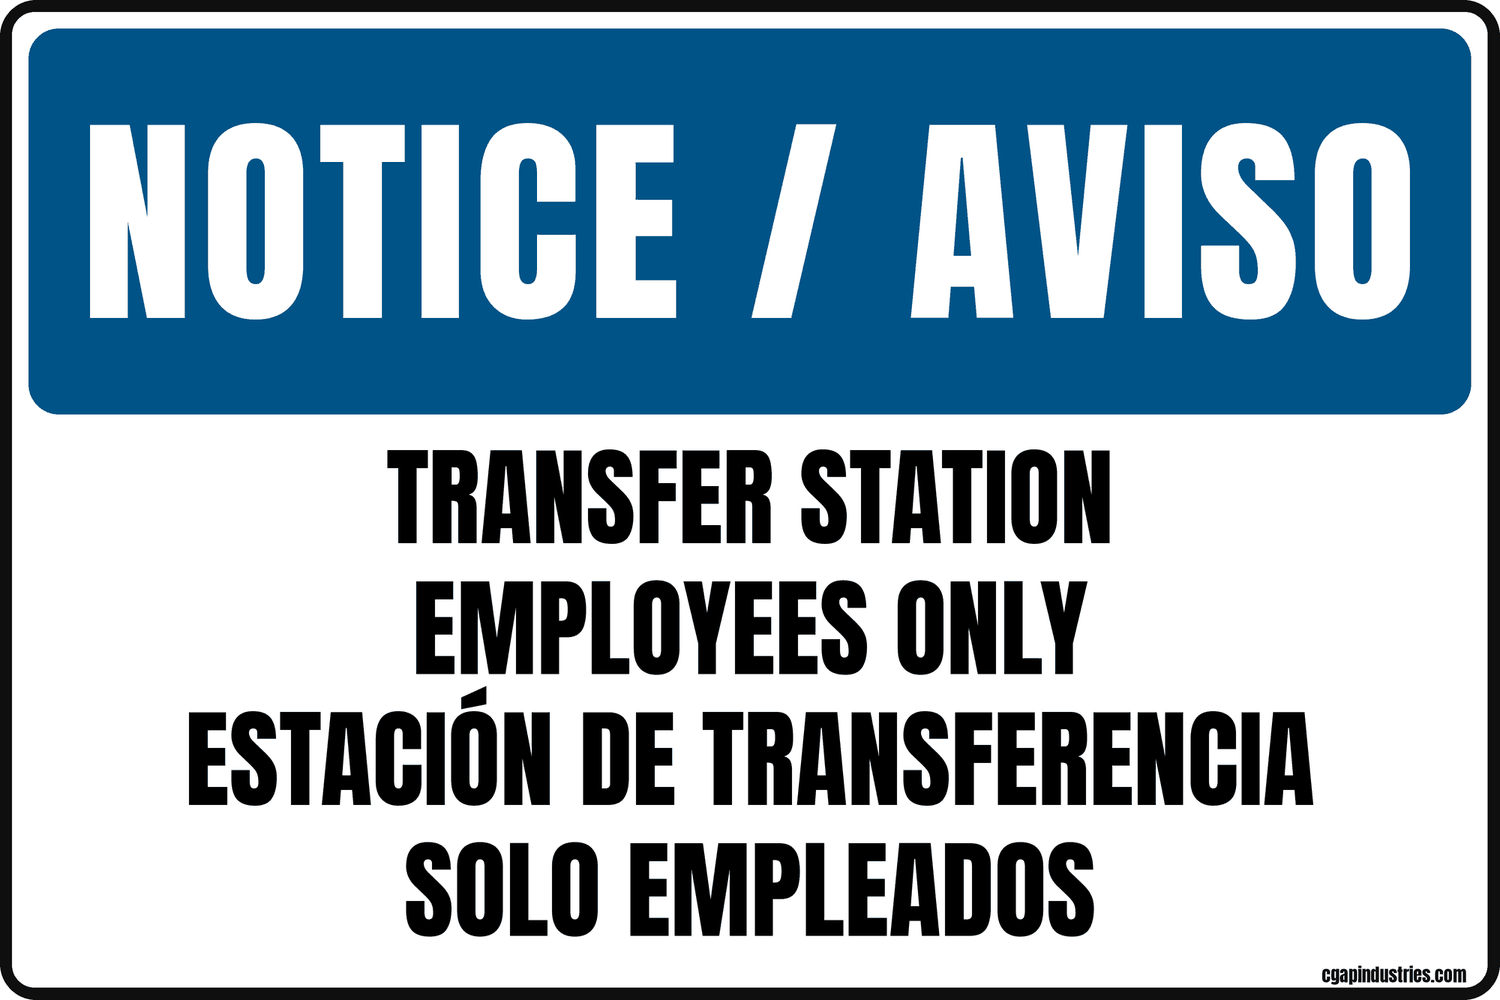 NOTICE / AVISO
TRANSFER STATION
EMPLOYEES ONLY
ESTACIÓN DE TRANSFERENCIA
SOLO EMPLEADOS
cgapindustries.com